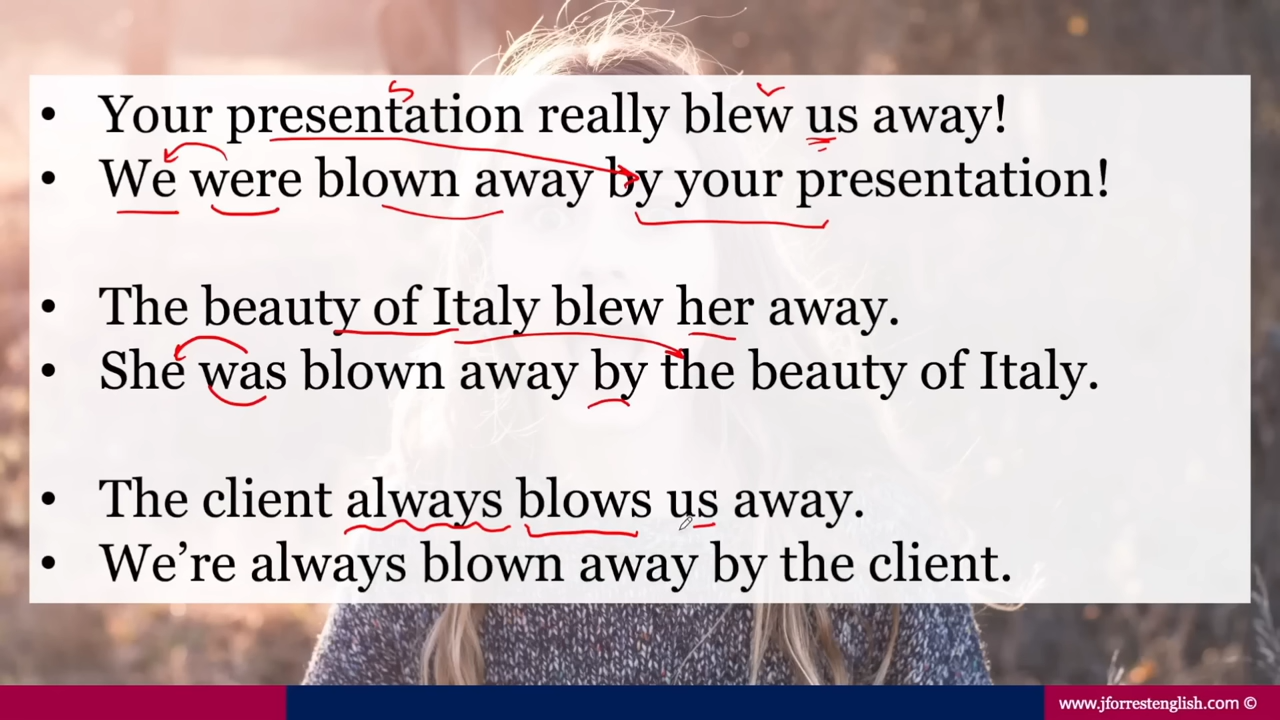 • Your presentation really blew us away!
• We were blown away by your presentation!
• The beauty of Italy blew her away.
• She was blown away by the beauty of Italy.
• The client always blows us away.
• We’re always blown away by the client.
www.jforrestenglish.com ©